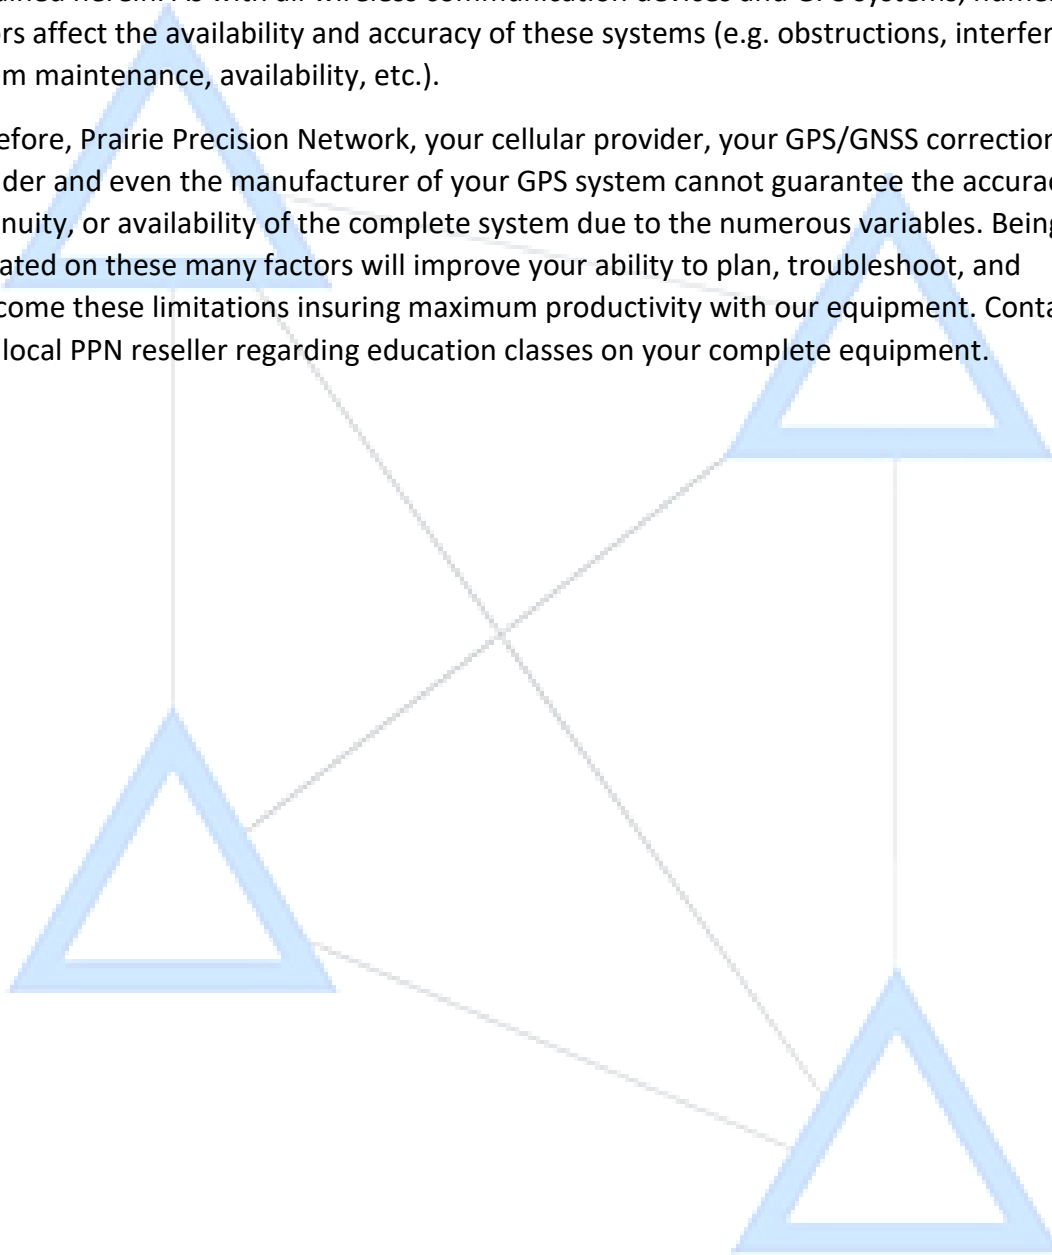 ined herein. As with all wireless communication devices and GPS systems, nume
ors affect the availability and accuracy of these systems (e.g. obstructions, interfer
m maintenance, availability, etc.).
efore, Prairie Precision Network, your cellular provider, your GPS/GNSS correction
der and even the manufacturer of your GPS system cannot guarantee the accurac
nuity, or availability of the complete system due to the numerous variables. Being
ated on these many factors will improve your ability to plan, troubleshoot, and
come these limitations insuring maximum productivity with our equipment. Conta
local PPN reseller regarding education classes on your complete equipment.